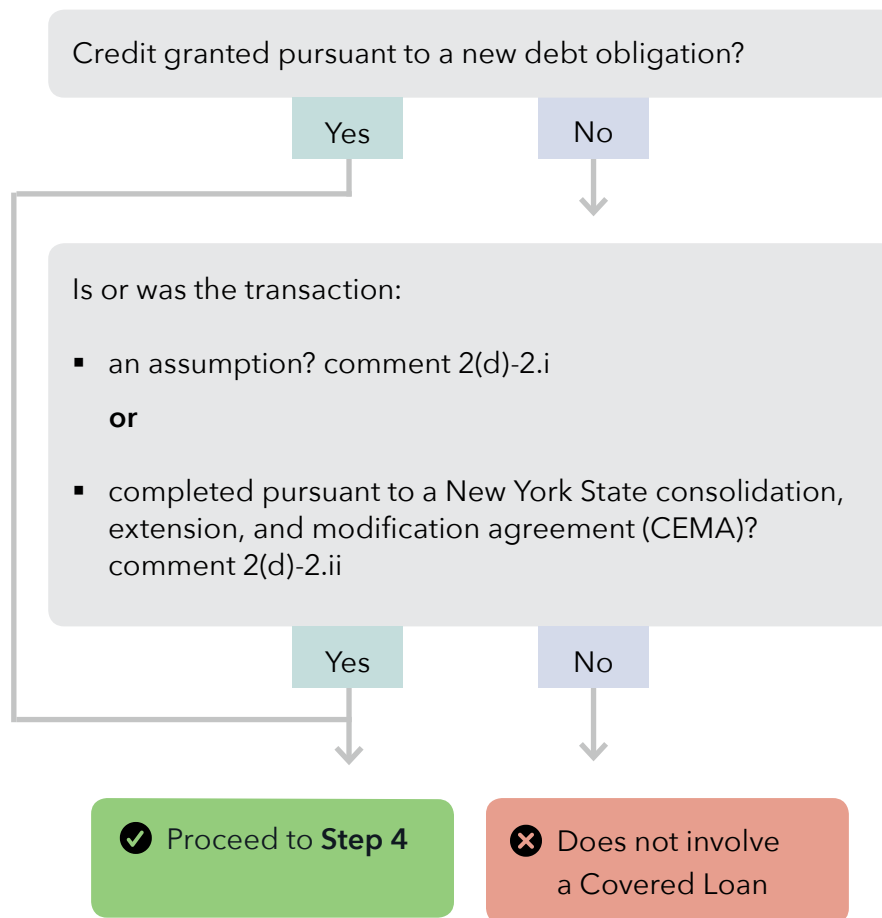 Credit granted pursuant to a new debt obligation?
Yes
No
Is or was the transaction:
▪ an assumption? comment 2(d)-2.i
or
▪ completed pursuant to a New York State consolidation,
extension, and modification agreement (CEMA)?
comment 2(d)-2.ii
Yes
No
Proceed to Step 4
Does not involve
a Covered Loan